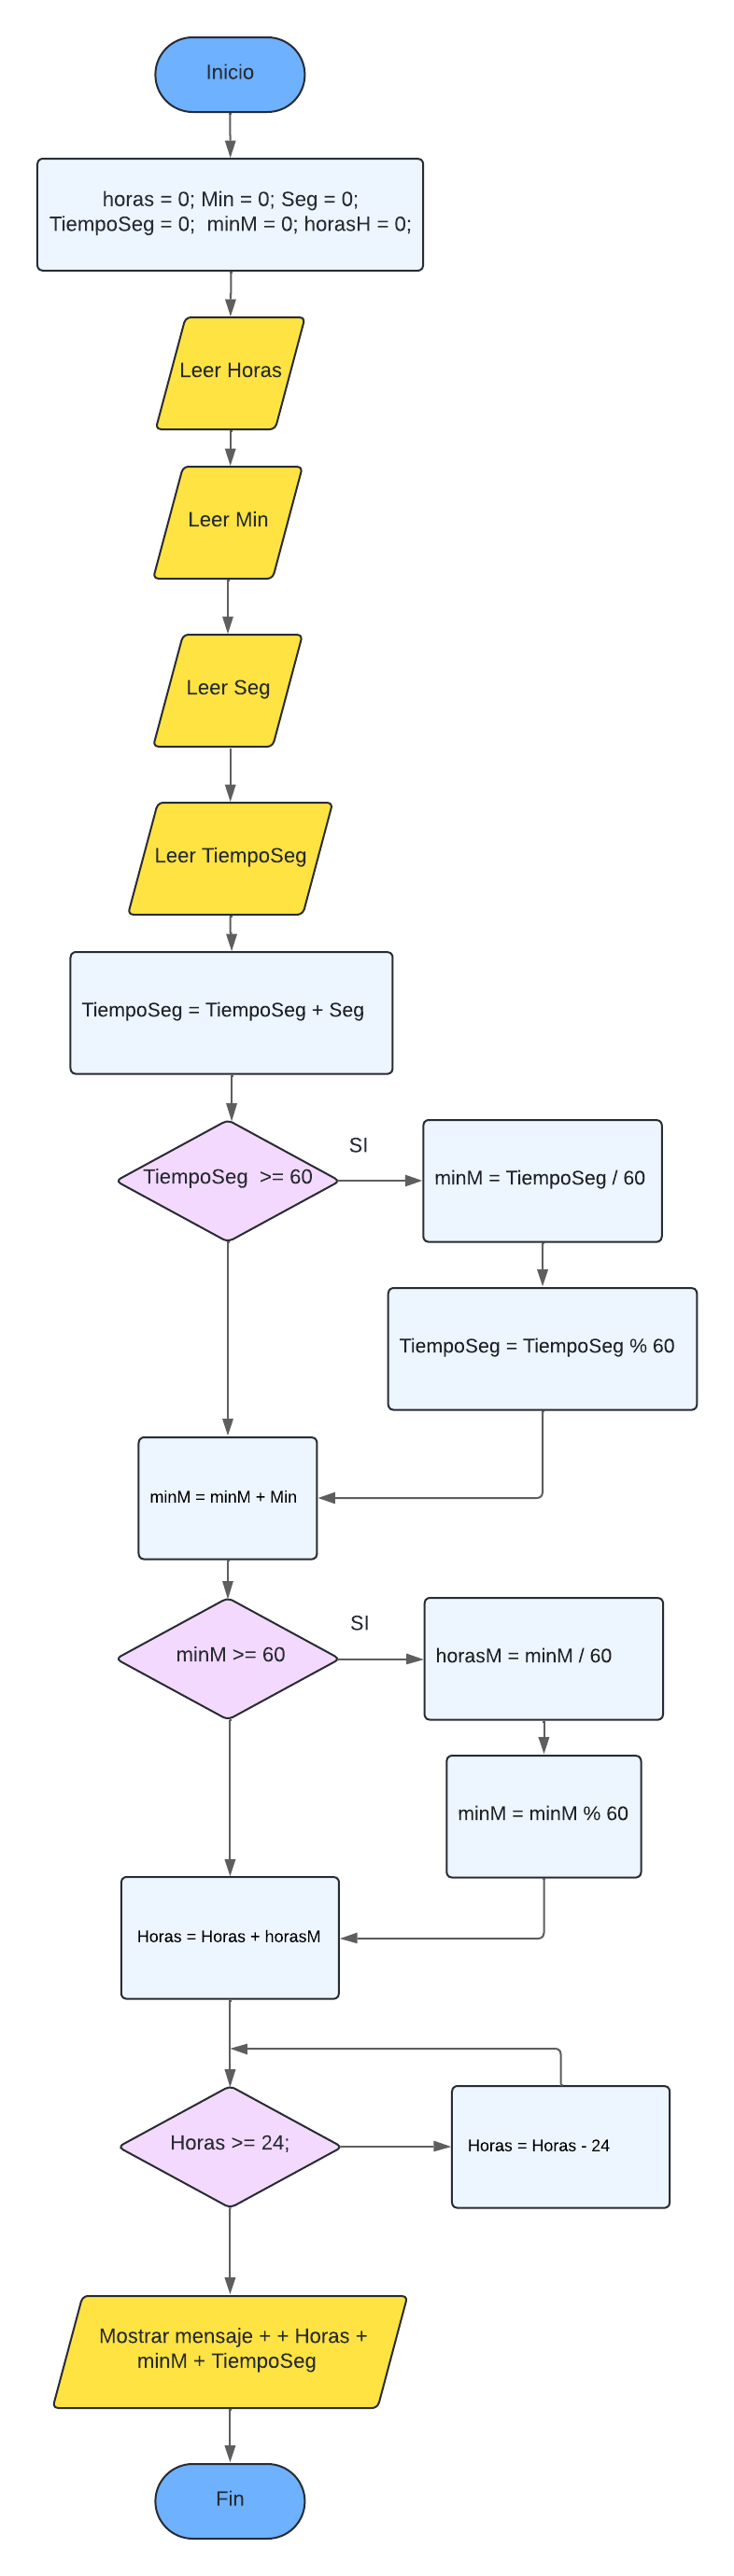 Inicio
horas = 0; Min = 0; Seg = 0;
TiempoSeg = 0;  minM = 0; horasH = 0;
Leer Horas
Leer Min
Leer Seg
Leer TiempoSeg
TiempoSeg = TiempoSeg + Seg
TiempoSeg  >= 60
SI
minM = TiempoSeg / 60
TiempoSeg = TiempoSeg % 60
minM = minM + Min
minM >= 60
SI
horasM = minM / 60
minM = minM % 60
Horas = Horas + horasM
Horas >= 24;
Horas = Horas - 24
Mostrar mensaje + + Horas +
minM + TiempoSeg
Fin